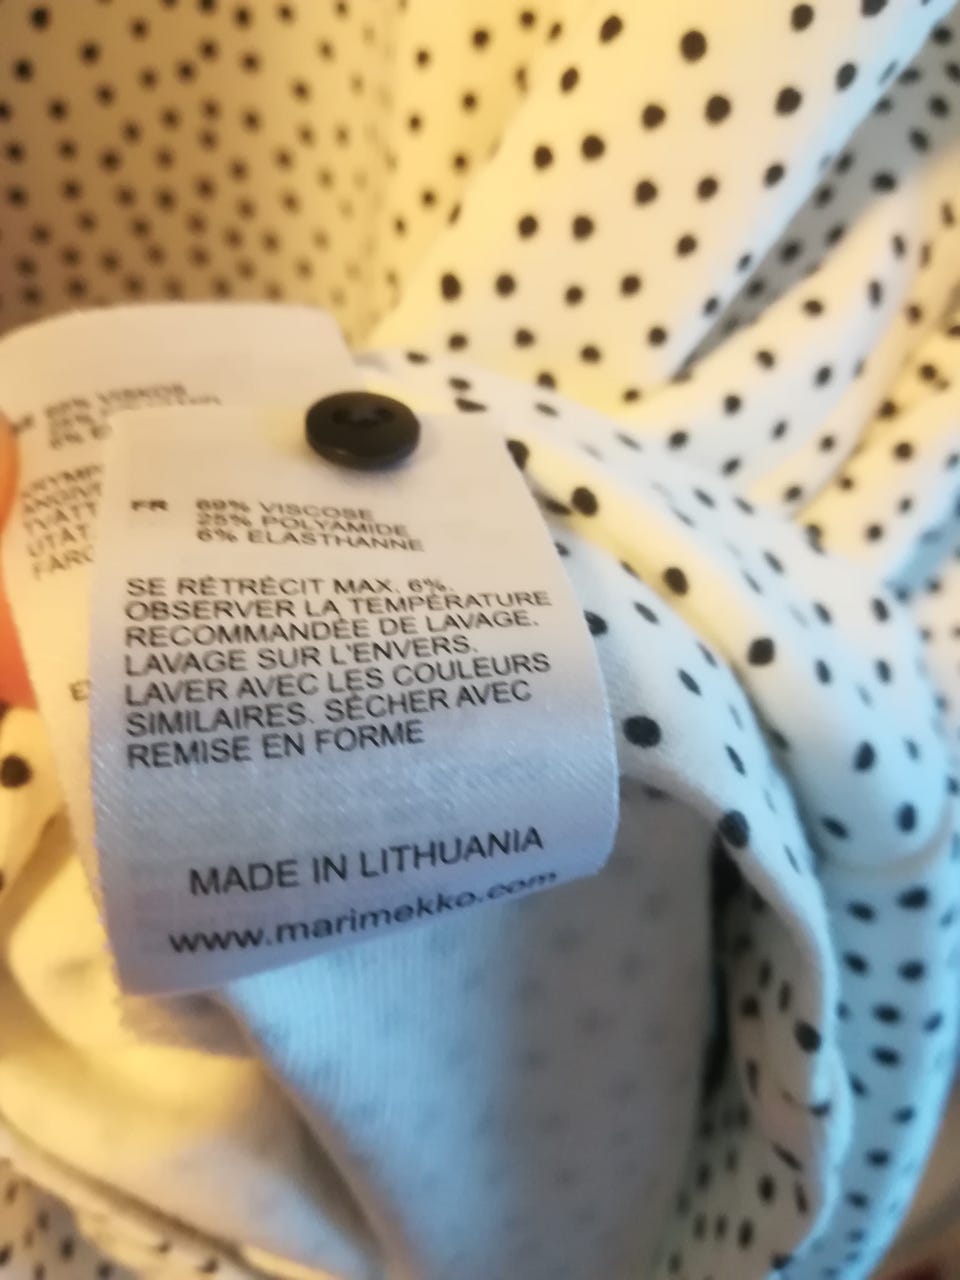 FR 69% VISCOSE
25% POLYAMIDE
6% ELASTHANNE
SE RÉTRÉCIT MAX. 6%.
OBSERVER LA TEMPÉRATURE
RECOMMANDÉE DE LAVAGE.
LAVAGE SUR L'ENVERS.
LAVER AVEC LES COULEURS
SIMILAIRES. SÉCHER AVEC
REMISE EN FORME
MADE IN LITHUANIA
www.marimekko.com